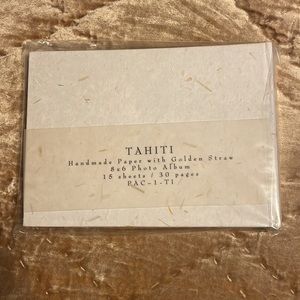 TAHITI
Handmade Paper with Golden Straw
8x6 Photo Album
15 sheets / 30 pages
PAC-1-TI